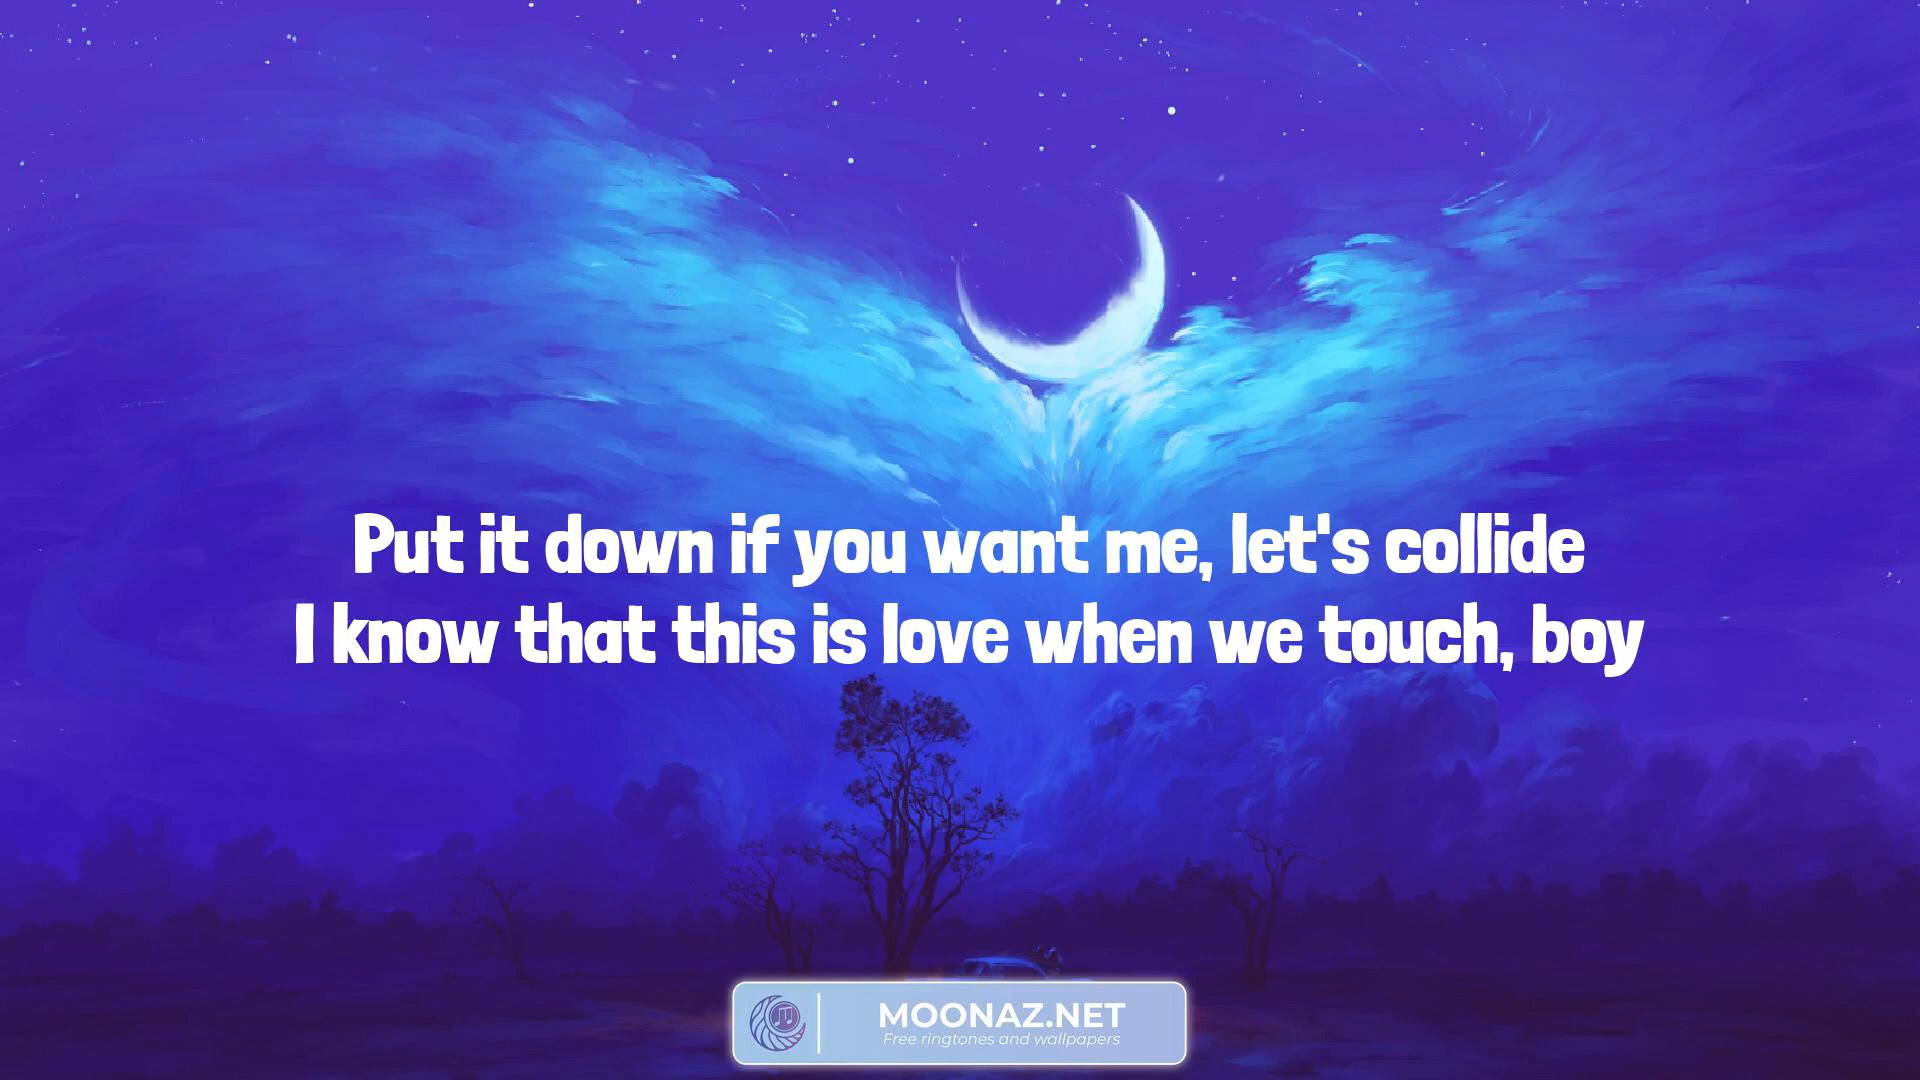 Put it down if you want me, let's collide
I know that this is love when we touch, boy
MOONAZ.NET
Free ringtones and wallpapers